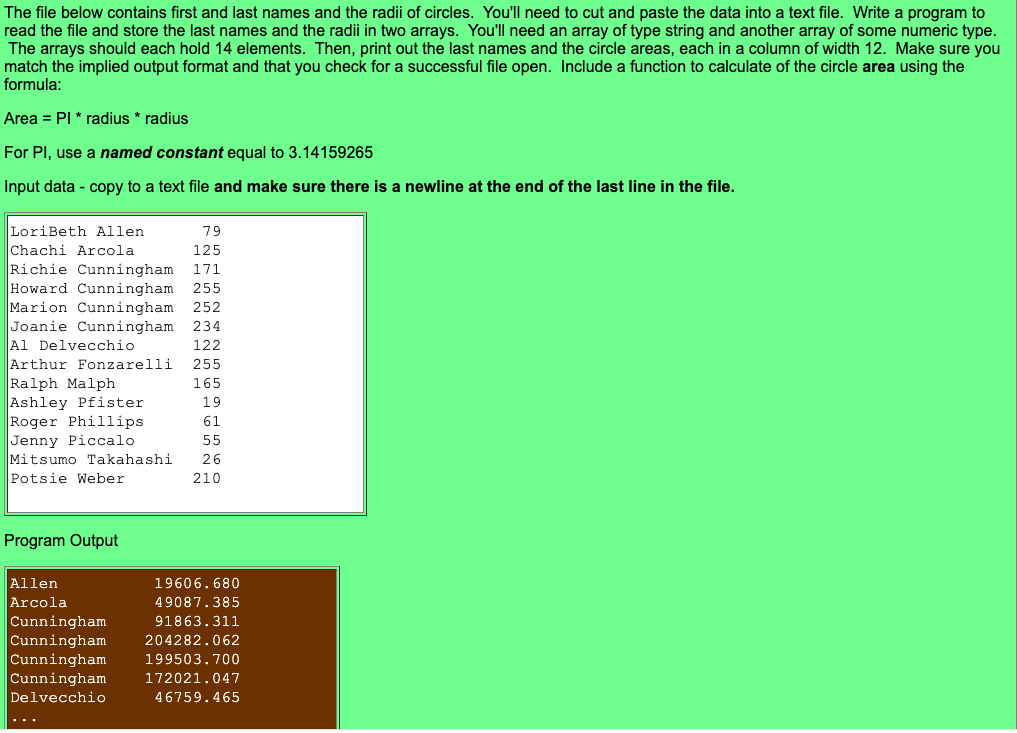 The file below contains first and last names and the radii of circles.  You'll need to cut and paste the data into a text file.  Write a program to
read the file and store the last names and the radii in two arrays.  You'll need an array of type string and another array of some numeric type.
The arrays should each hold 14 elements.  Then, print out the last names and the circle areas, each in a column of width 12.  Make sure you
match the implied output format and that you check for a successful file open.  Include a function to calculate of the circle area using the
formula:
Area = PI * radius * radius
For PI, use a named constant equal to 3.14159265
Input data - copy to a text file and make sure there is a newline at the end of the last line in the file.
LoriBeth Allen      79
Chachi Arcola      125
Richie Cunningham  171
Howard Cunningham  255
Marion Cunningham  252
Joanie Cunningham  234
Al Delvecchio      122
Arthur Fonzarelli  255
Ralph Malph        165
Ashley Pfister      19
Roger Phillips      61
Jenny Piccalo       55
Mitsumo Takahashi   26
Potsie Weber       210
Program Output
Allen          19606.680
Arcola         49087.385
Cunningham     91863.311
Cunningham    204282.062
Cunningham    199503.700
Cunningham    172021.047
Delvecchio     46759.465
...